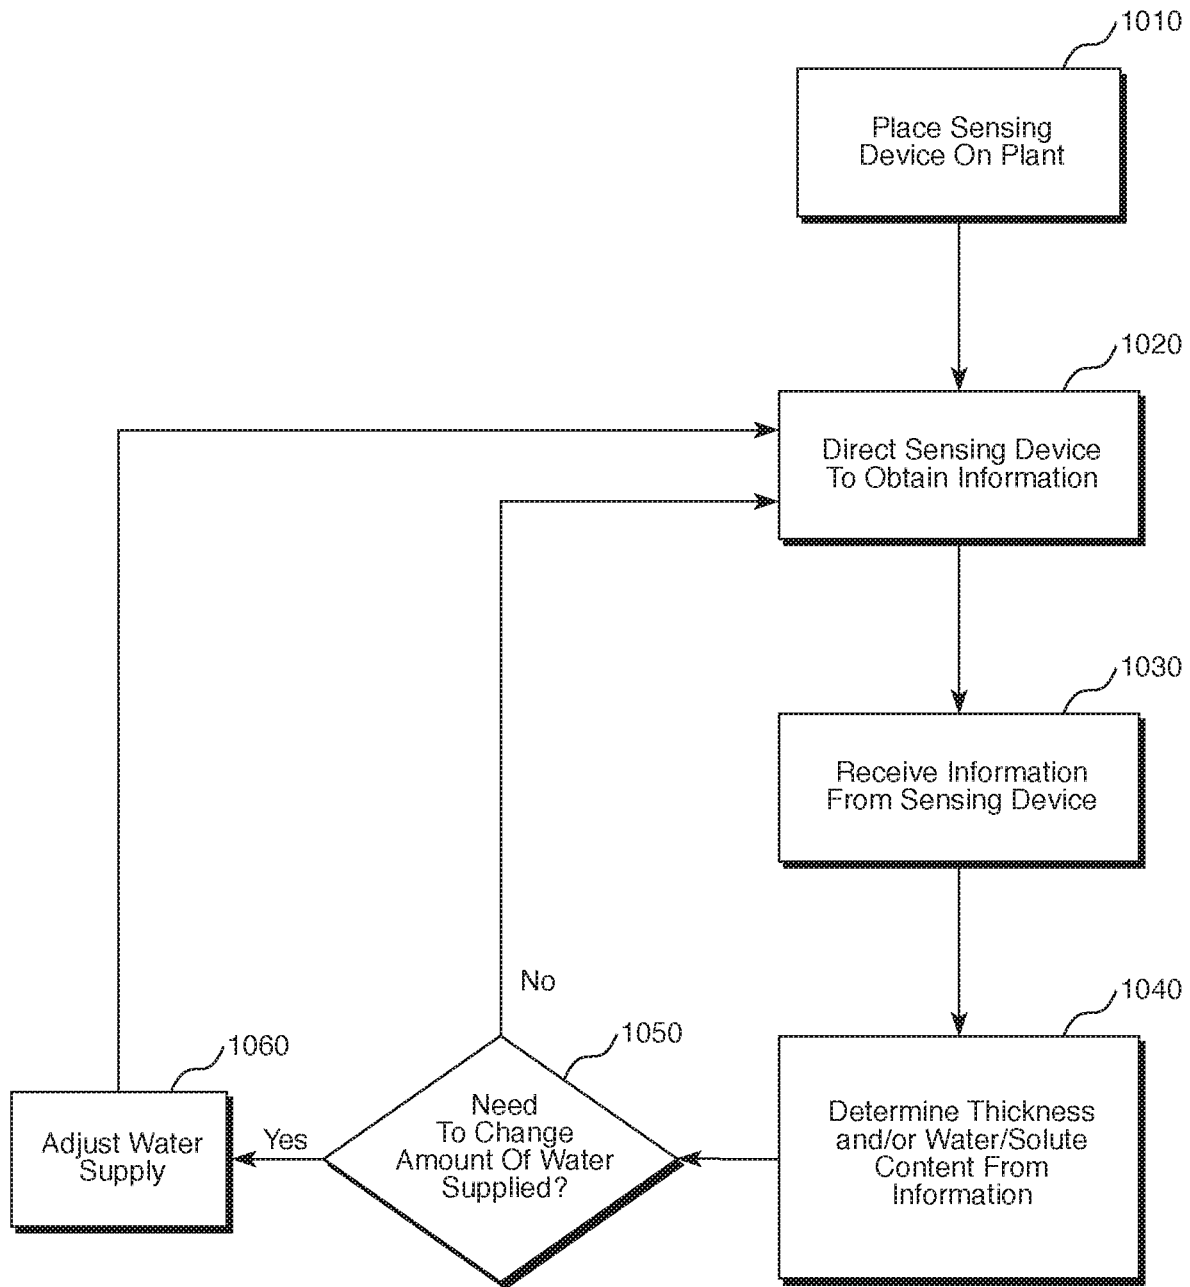 1010
Place Sensing
Device On Plant
1020
Direct Sensing Device
To Obtain Information
1030
Receive Information
From Sensing Device
1040
Determine Thickness
and/or Water/Solute
Content From
Information
1050
Need
To Change
Amount Of Water
Supplied?
No
Yes
1060
Adjust Water
Supply